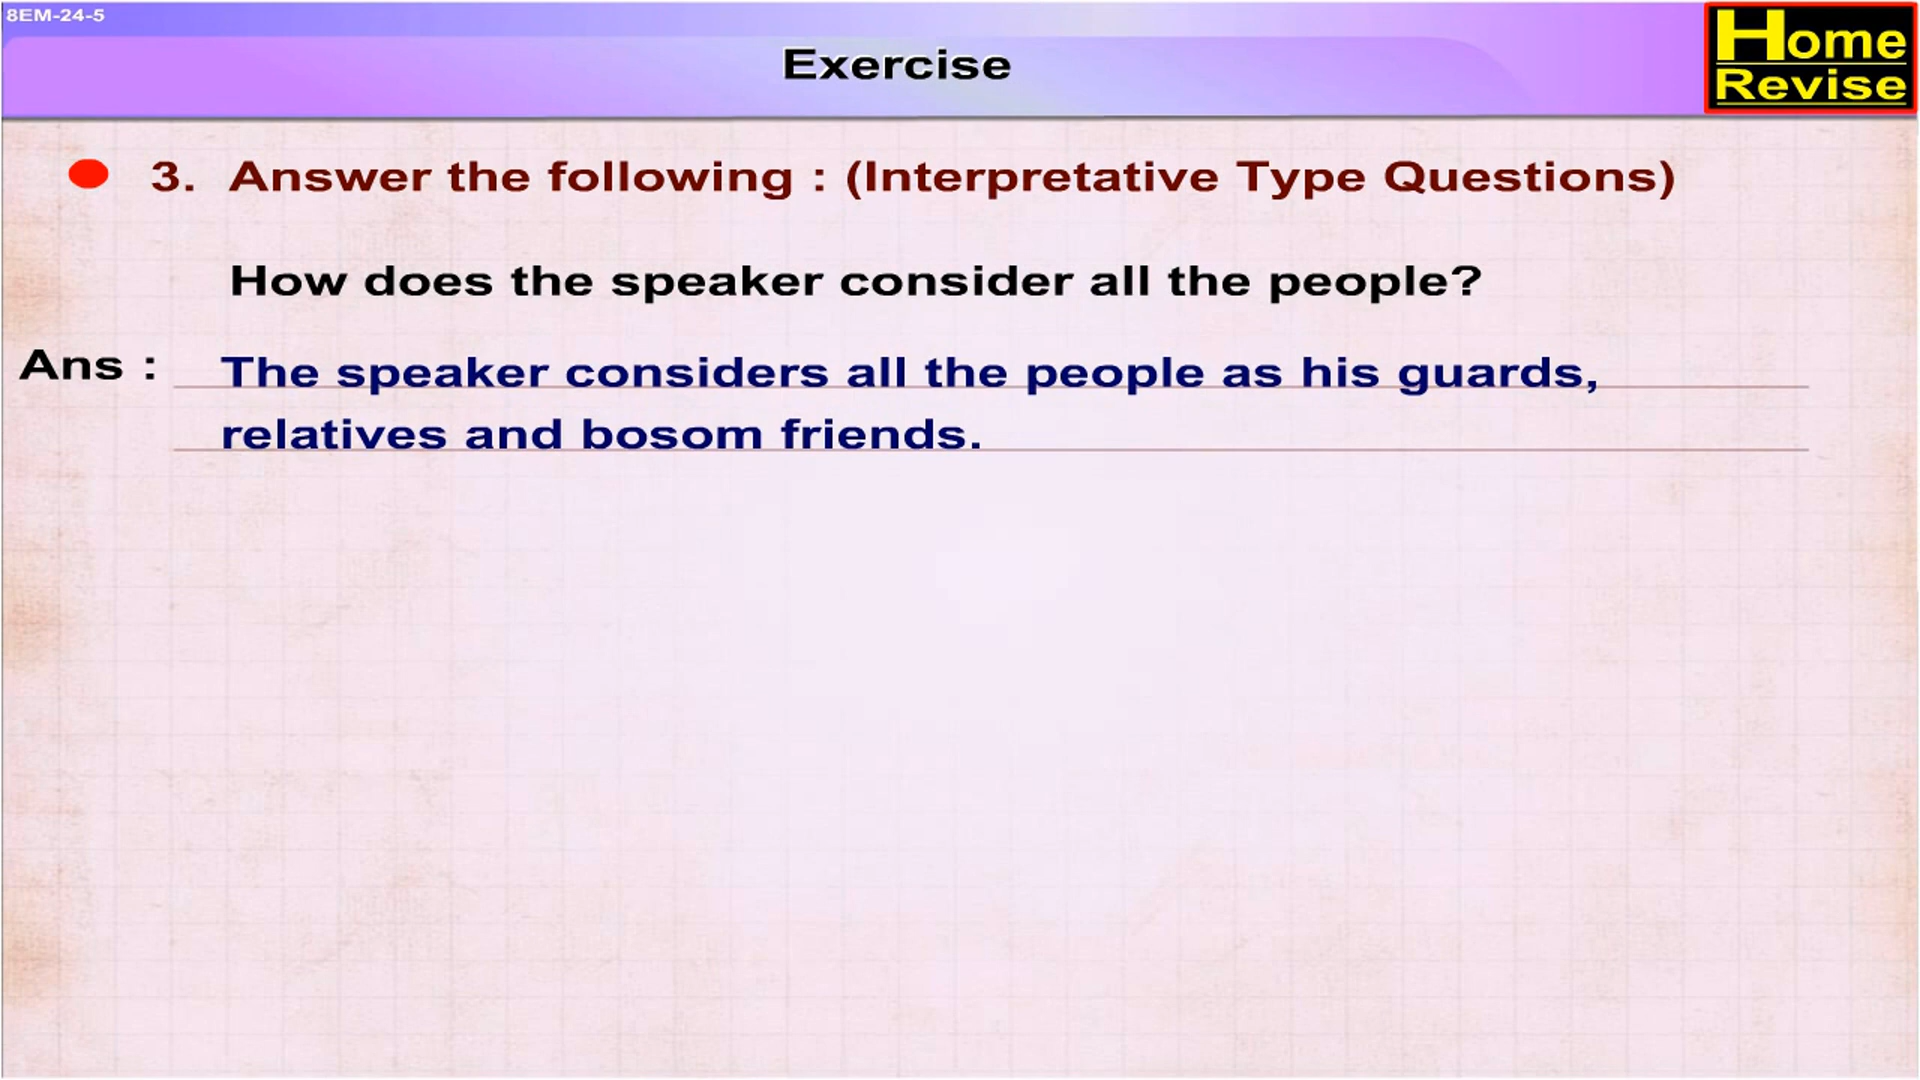 8EM-24-5
Exercise
Home
Revise
3. Answer the following : (Interpretative Type Questions)
How does the speaker consider all the people?
Ans : The speaker considers all the people as his guards,
relatives and bosom friends.